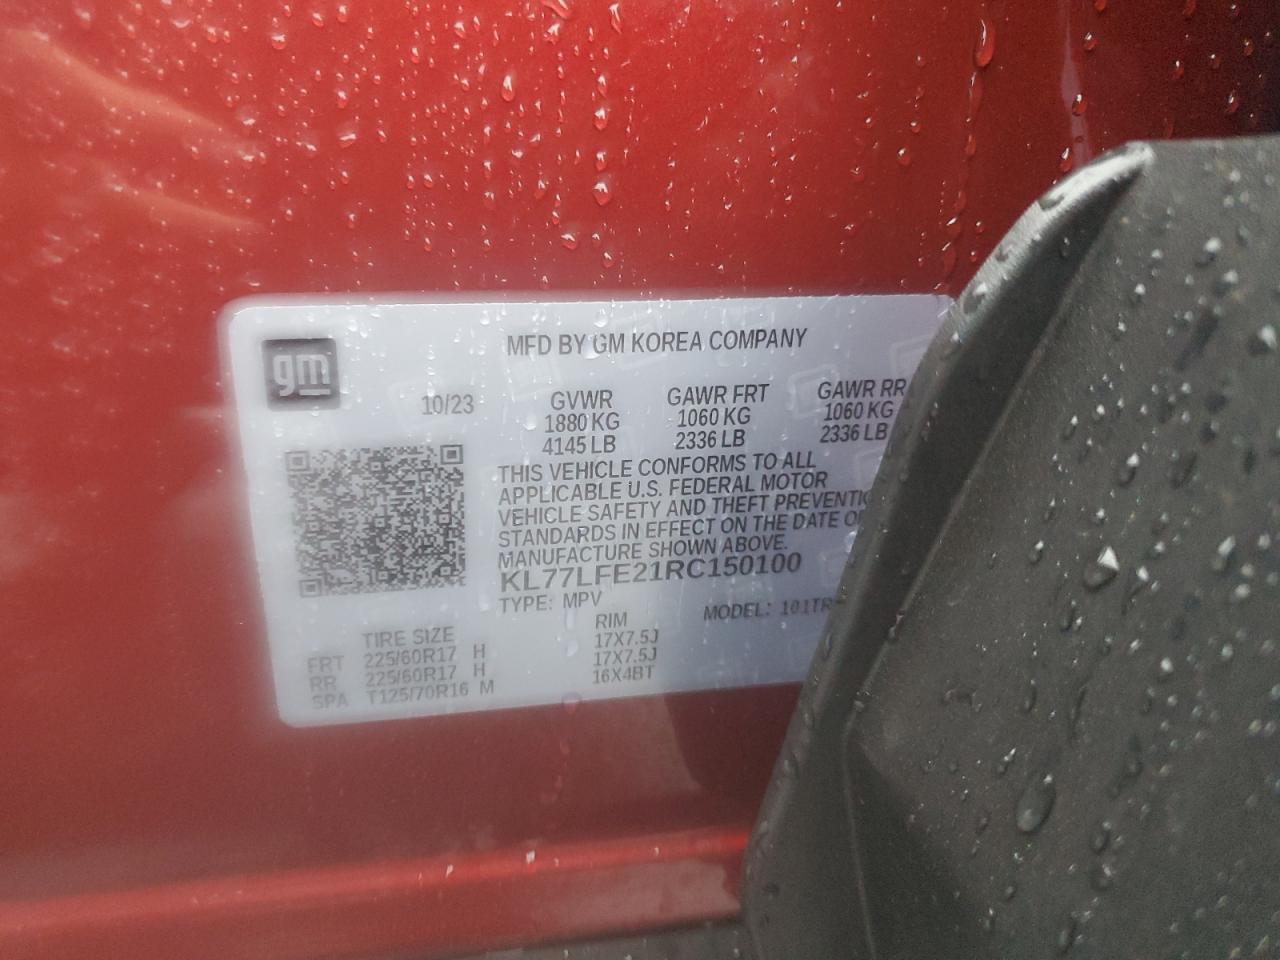 gm
MFD BY GM KOREA COMPANY
10/23
GVWR GAWR FRT GAWR RR
1880 KG 1060 KG 1060 KG
4145 LB 2336 LB 2336 LB
THIS VEHICLE CONFORMS TO ALL
APPLICABLE U.S. FEDERAL MOTOR
VEHICLE SAFETY AND THEFT
STANDARDS IN EFFECT ON THE DATE
MANUFACTURE SHOWN ABOVE.
KL77LFE21RC150100
TYPE: MPV MODEL: 101TR
TIRE SIZE RIM
FRT 225/60R17 H 17X7.5J
RR 225/60R17 H 17X7.5J
SPA T125/70R16 M 16X4BT